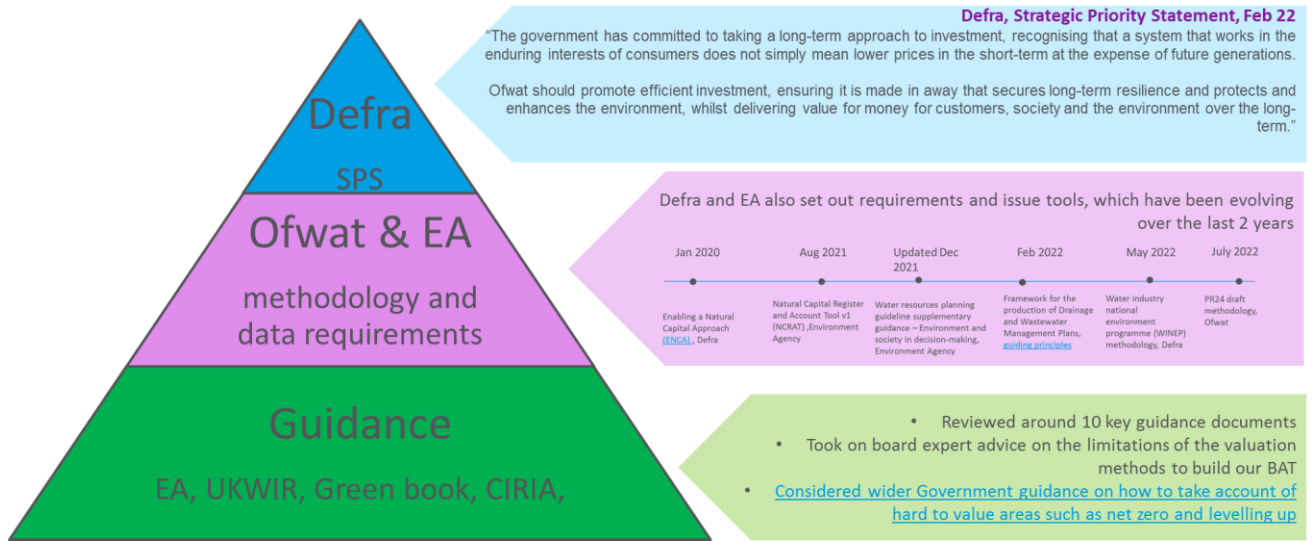 Defra, Strategic Priority Statement, Feb 22
"The government has committed to taking a long-term approach to investment, recognising that a system that works in the
enduring interests of consumers does not simply mean lower prices in the short-term at the expense of future generations.
Ofwat should promote efficient investment, ensuring it is made in away that secures long-term resilience and protects and
enhances the environment, whilst delivering value for money for customers, society and the environment over the long-
term."
Defra
SPS
Defra and EA also set out requirements and issue tools, which have been evolving
over the last 2 years
Ofwat & EA
methodology and
data requirements
Jan 2020
Enabling a Natural
Capital Approach
(ENCA) , Defra
Aug 2021
Natural Capital Register
and Account Tool v1
(NCRAT) ,Environment
Agency
Updated Dec
2021
Water resources planning
guideline supplementary
guidance – Environment and
society in decision-making,
Environment Agency
Feb 2022
Framework for the
production of Drainage
and Wastewater
Management Plans,
guiding principles
May 2022
Water industry
national
environment
programme (WINEP)
methodology, Defra
July 2022
PR24 draft
methodology,
Ofwat
Guidance
EA, UKWIR, Green book, CIRIA,
• Reviewed around 10 key guidance documents
• Took on board expert advice on the limitations of the valuation
methods to build our BAT
• Considered wider Government guidance on how to take account of
hard to value areas such as net zero and levelling up